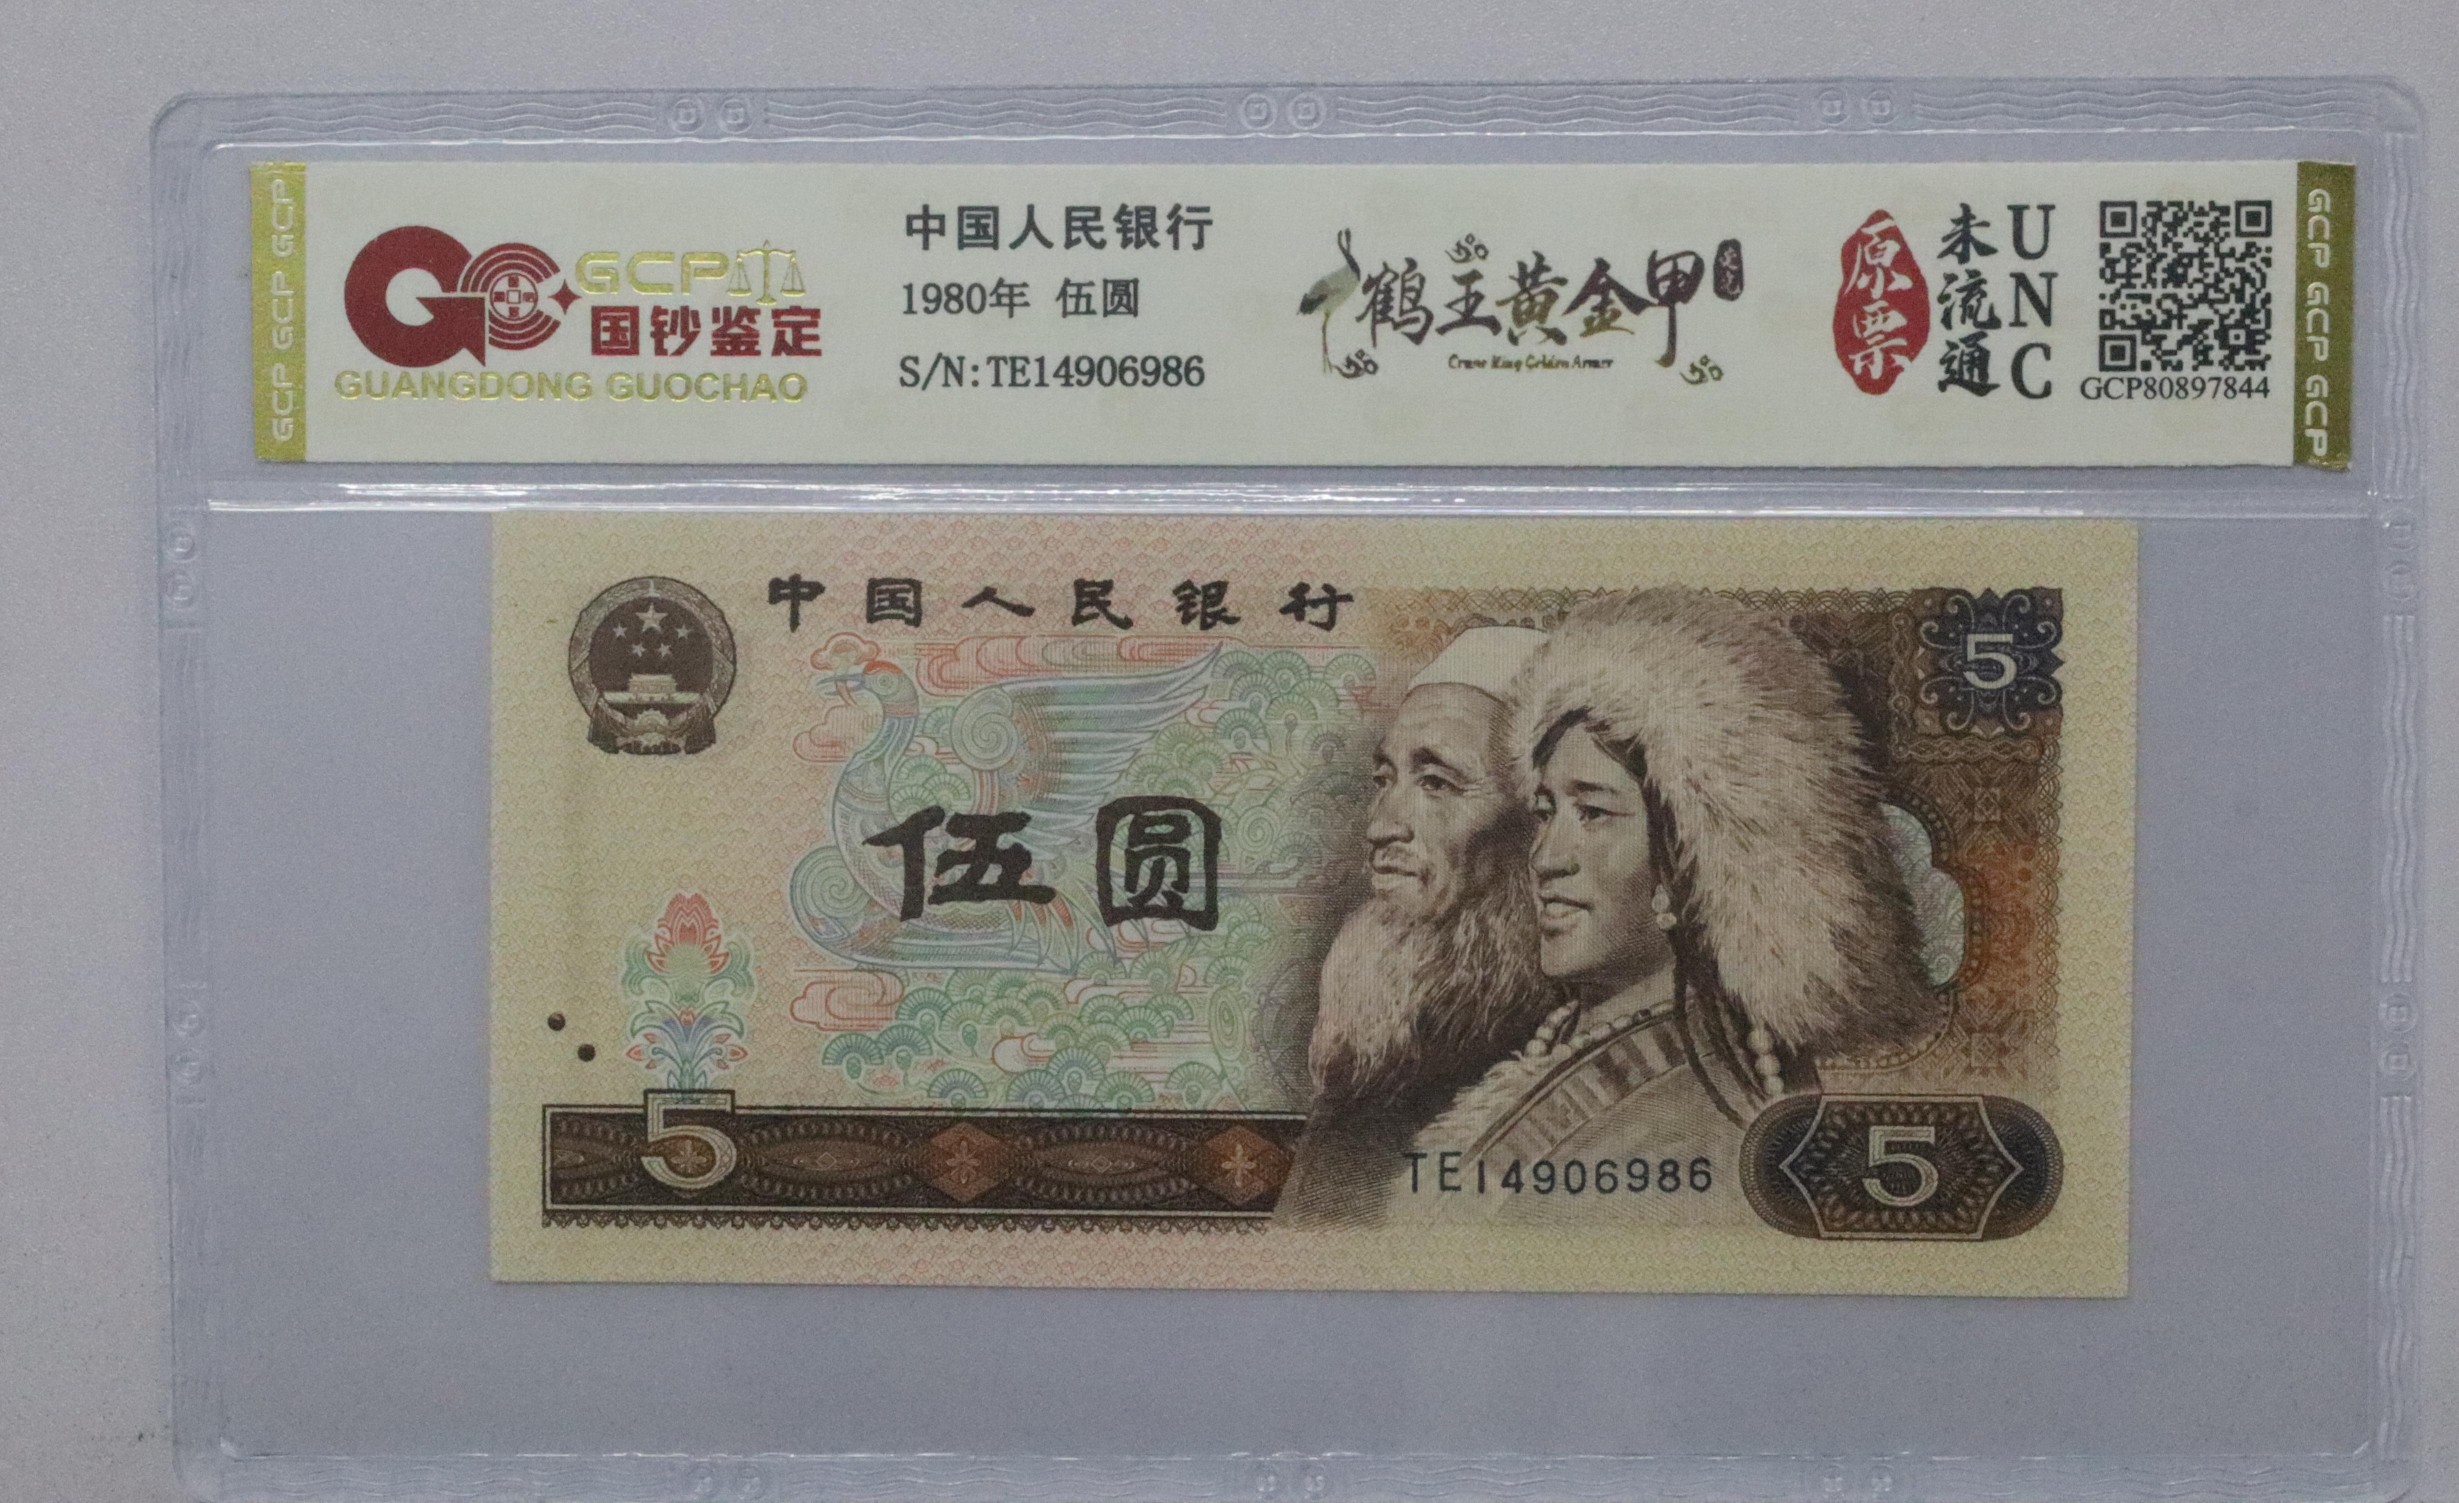 GCP GCP GCP
GCP
国钞鉴定
GUANGDONG GUOCHAO
中国人民银行
1980年 伍圆
S/N:TE14906986
鹤王黄金甲
Crane King Golden Armor
原票
未流通
UNC
GCP80897844
GCP GCP GCP
中国人民银行
5
伍圆
5
TE14906986
5